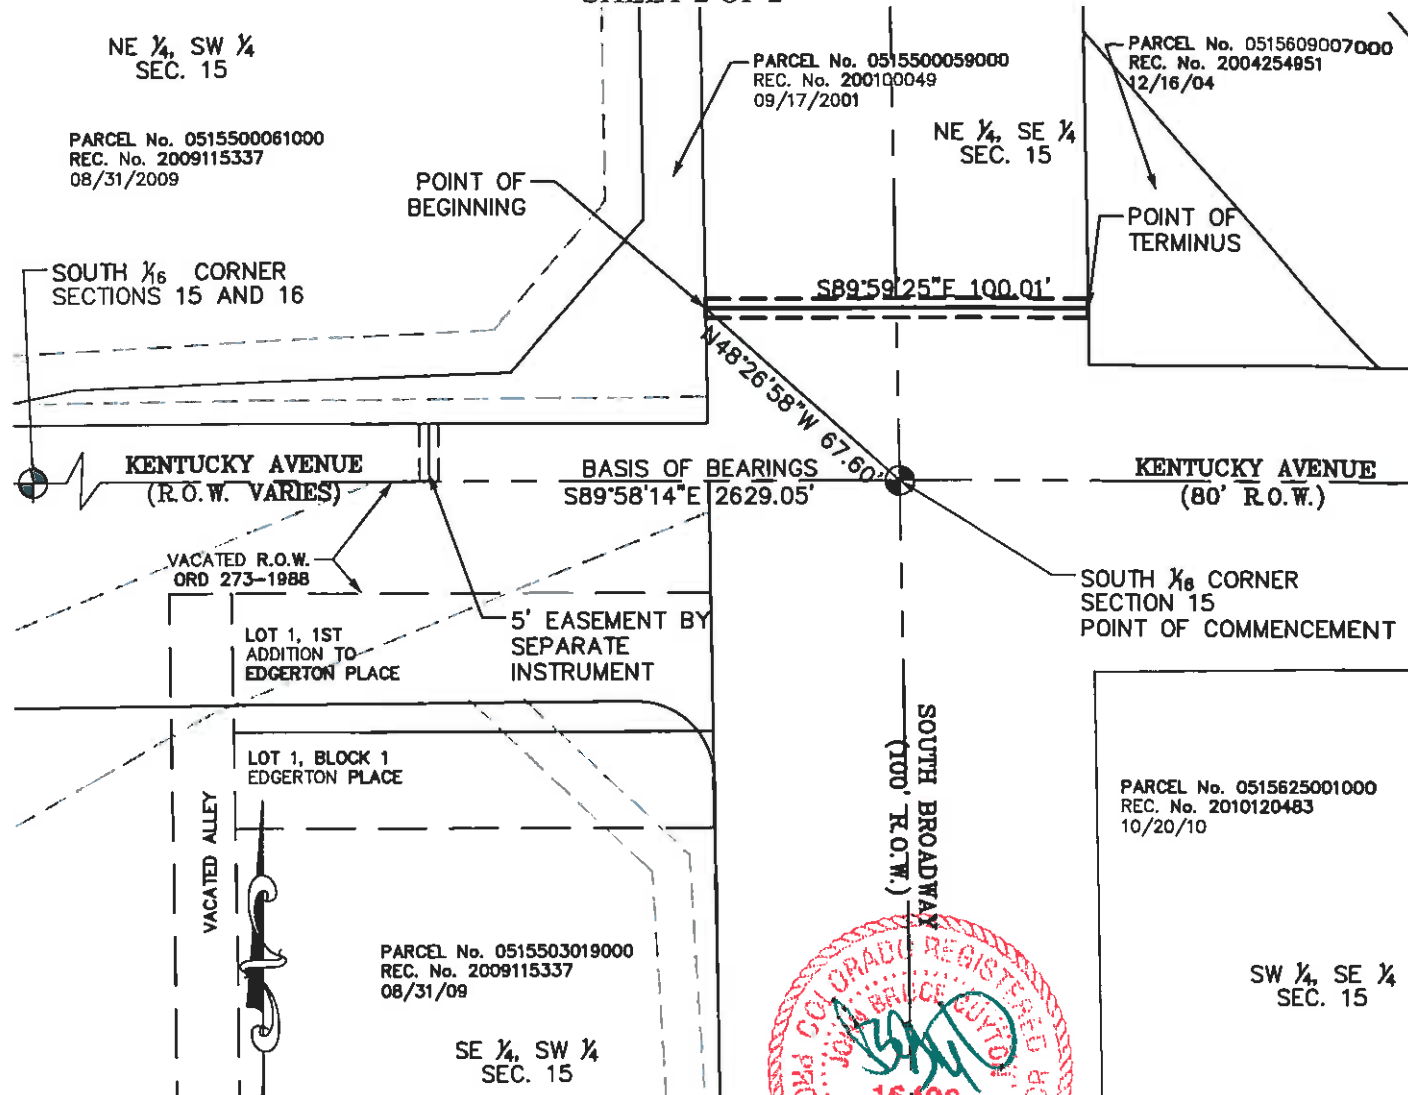 NE ¼, SW ¼
SEC. 15
PARCEL No. 0515500061000
REC. No. 2009115337
08/31/2009
PARCEL No. 0515500059000
REC. No. 200100049
09/17/2001
NE ¼, SE ¼
SEC. 15
PARCEL No. 0515609007000
REC. No. 2004254951
12/16/04
POINT OF
BEGINNING
POINT OF
TERMINUS
SOUTH 1/16 CORNER
SECTIONS 15 AND 16
S89°59'25"E 100.01'
N48°26'58"W 67.60'
KENTUCKY AVENUE
(R.O.W. VARIES)
BASIS OF BEARINGS
S89°58'14"E 2629.05'
KENTUCKY AVENUE
(80' R.O.W.)
VACATED R.O.W.
ORD 273-1988
SOUTH 1/16 CORNER
SECTION 15
POINT OF COMMENCEMENT
5' EASEMENT BY
SEPARATE
INSTRUMENT
LOT 1, 1ST
ADDITION TO
EDGERTON PLACE
LOT 1, BLOCK 1
EDGERTON PLACE
VACATED ALLEY
SOUTH BROADWAY
(100' R.O.W.)
PARCEL No. 0515625001000
REC. No. 2010120483
10/20/10
PARCEL No. 0515503019000
REC. No. 2009115337
08/31/09
SE ¼, SW ¼
SEC. 15
SW ¼, SE ¼
SEC. 15
COLORADO REGISTERED
JOHN BRUCE GUYTON